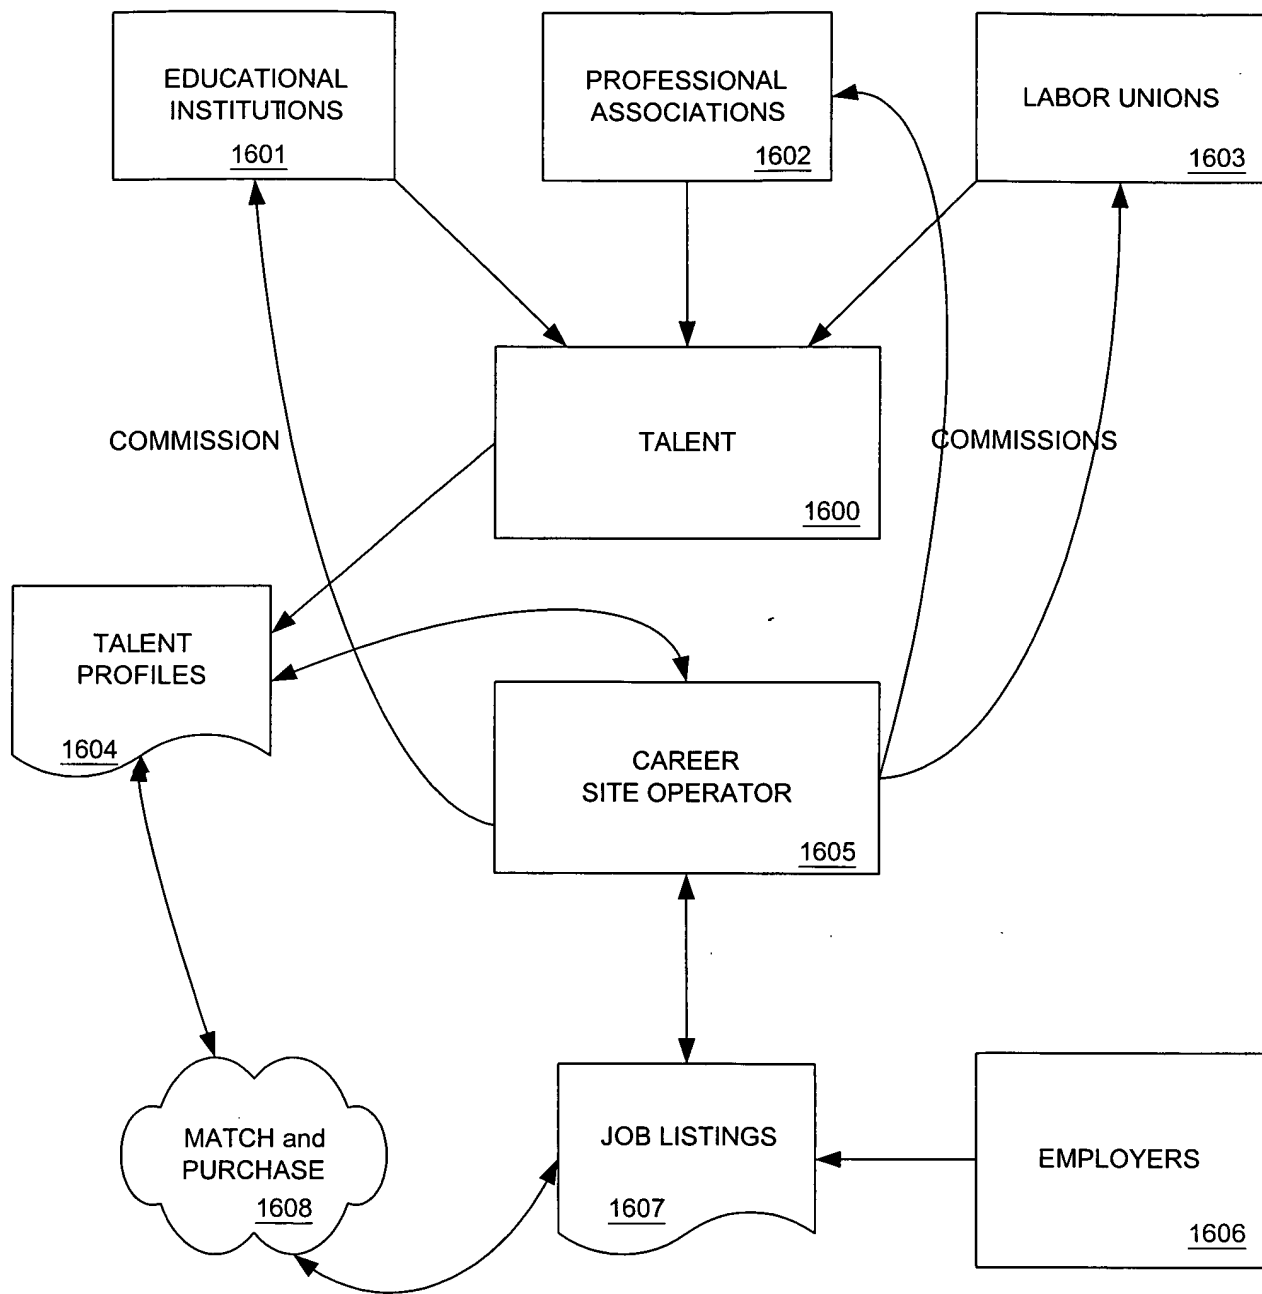 EDUCATIONAL
INSTITUTIONS
1601
PROFESSIONAL
ASSOCIATIONS
1602
LABOR UNIONS
1603
COMMISSION
TALENT
1600
COMMISSIONS
TALENT
PROFILES
1604
CAREER
SITE OPERATOR
1605
MATCH and
PURCHASE
1608
JOB LISTINGS
1607
EMPLOYERS
1606